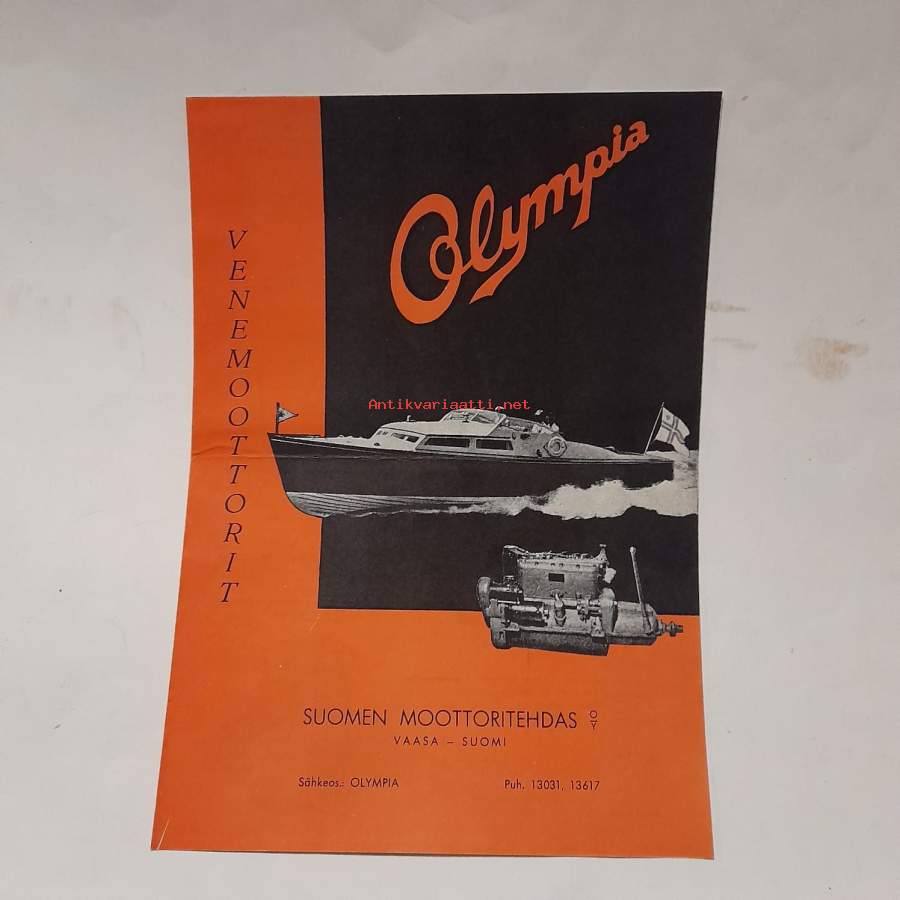 Olympia
VENEMOOTTORIT
Antikvariaatti.net
SUOMEN MOOTTORITEHDAS OY
VAASA – SUOMI
Sähkeos.: OLYMPIA Puh. 13031, 13617